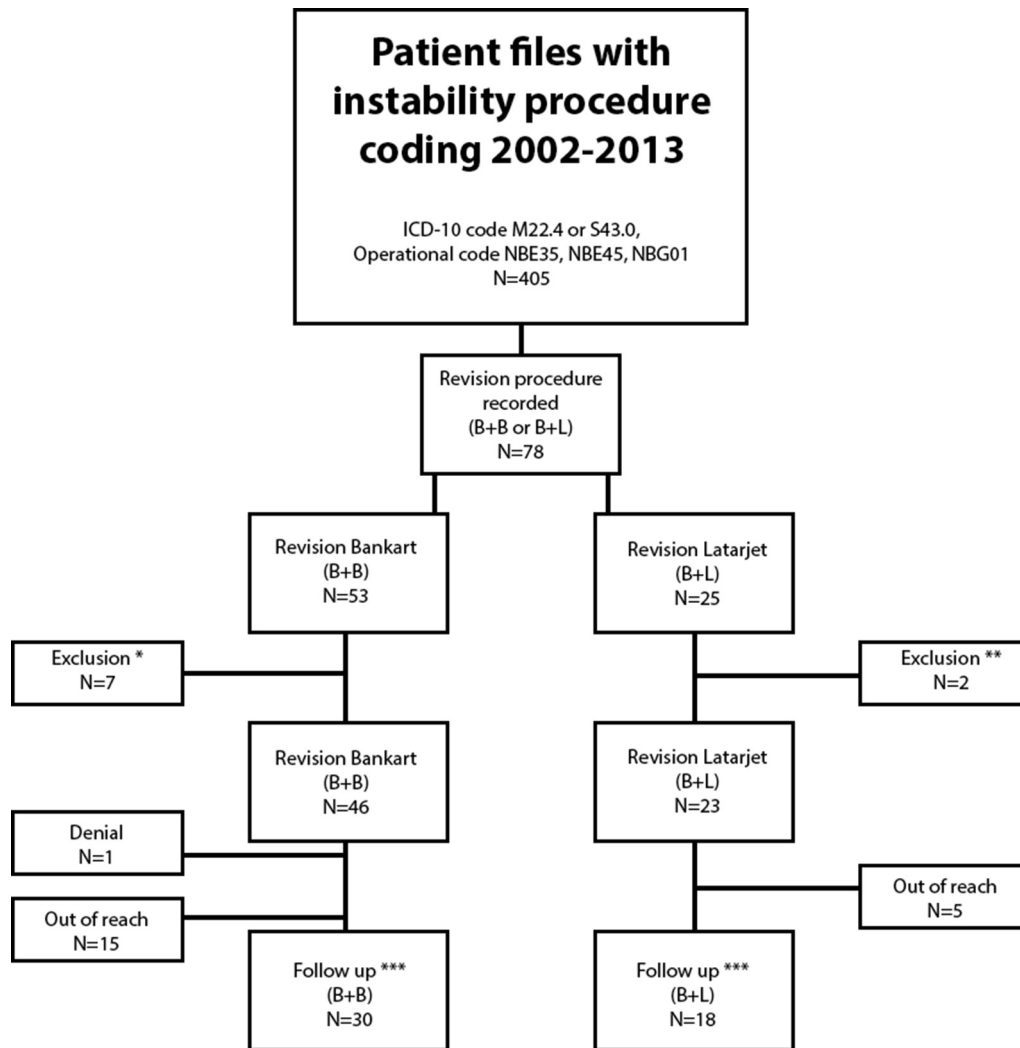 Patient files with
instability procedure
coding 2002-2013
ICD-10 code M22.4 or S43.0,
Operational code NBE35, NBE45, NBG01
N=405
Revision procedure
recorded
(B+B or B+L)
N=78
Revision Bankart
(B+B)
N=53
Revision Latarjet
(B+L)
N=25
Exclusion *
N=7
Exclusion **
N=2
Revision Bankart
(B+B)
N=46
Revision Latarjet
(B+L)
N=23
Denial
N=1
Out of reach
N=15
Out of reach
N=5
Follow up ***
(B+B)
N=30
Follow up ***
(B+L)
N=18